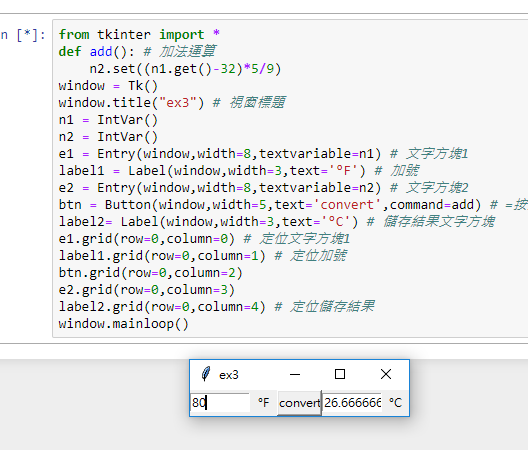 n [*]:
from tkinter import *
def add(): # 加法運算
n2.set((n1.get()-32)*5/9)
window = Tk()
window.title("ex3") # 視窗標題
n1 = IntVar()
n2 = IntVar()
e1 = Entry(window,width=8,textvariable=n1) # 文字方塊1
label1 = Label(window,width=3,text='°F') # 加號
e2 = Entry(window,width=8,textvariable=n2) # 文字方塊2
btn = Button(window,width=5,text='convert',command=add) # =按
label2= Label(window,width=3,text='°C') # 儲存結果文字方塊
e1.grid(row=0,column=0) # 定位文字方塊1
label1.grid(row=0,column=1) # 定位加號
btn.grid(row=0,column=2)
e2.grid(row=0,column=3)
label2.grid(row=0,column=4) # 定位儲存結果
window.mainloop()
ex3
80 °F convert 26.666666 °C